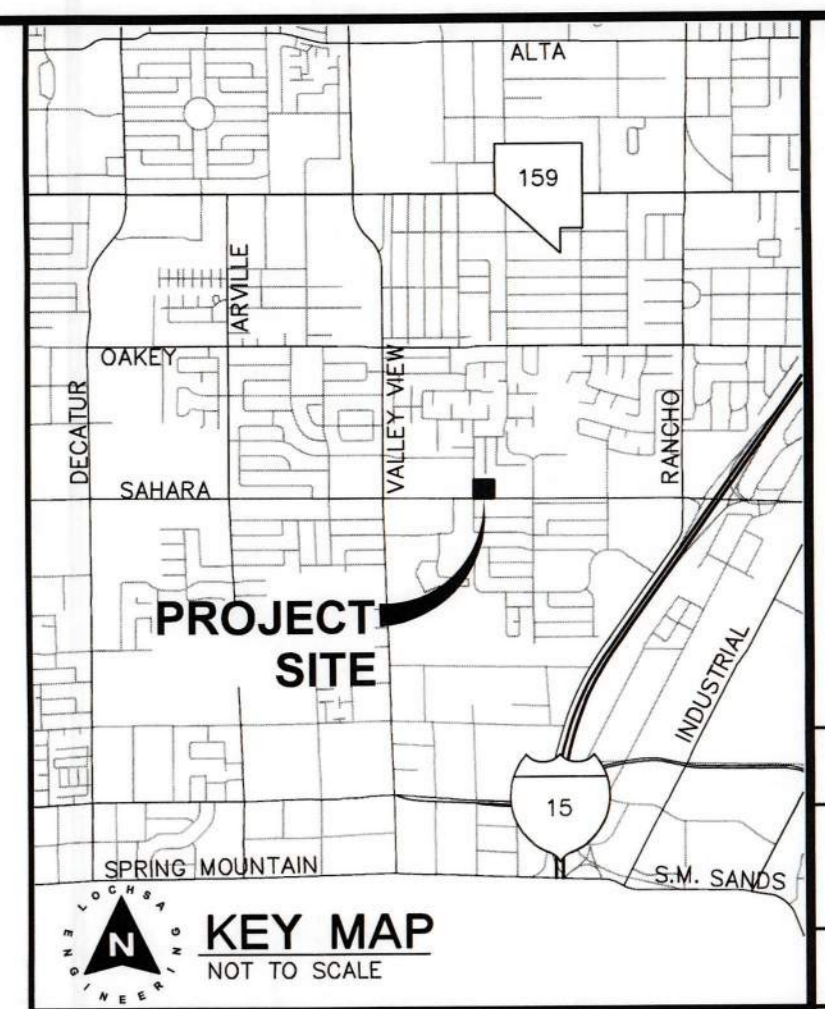 ALTA
159
ARVILLE
OAKEY
DECATUR
VALLEY VIEW
RANCHO
SAHARA
PROJECT
SITE
INDUSTRIAL
15
SPRING MOUNTAIN
S.M. SANDS
LOCHSA
ENGINEERING
N
KEY MAP
NOT TO SCALE